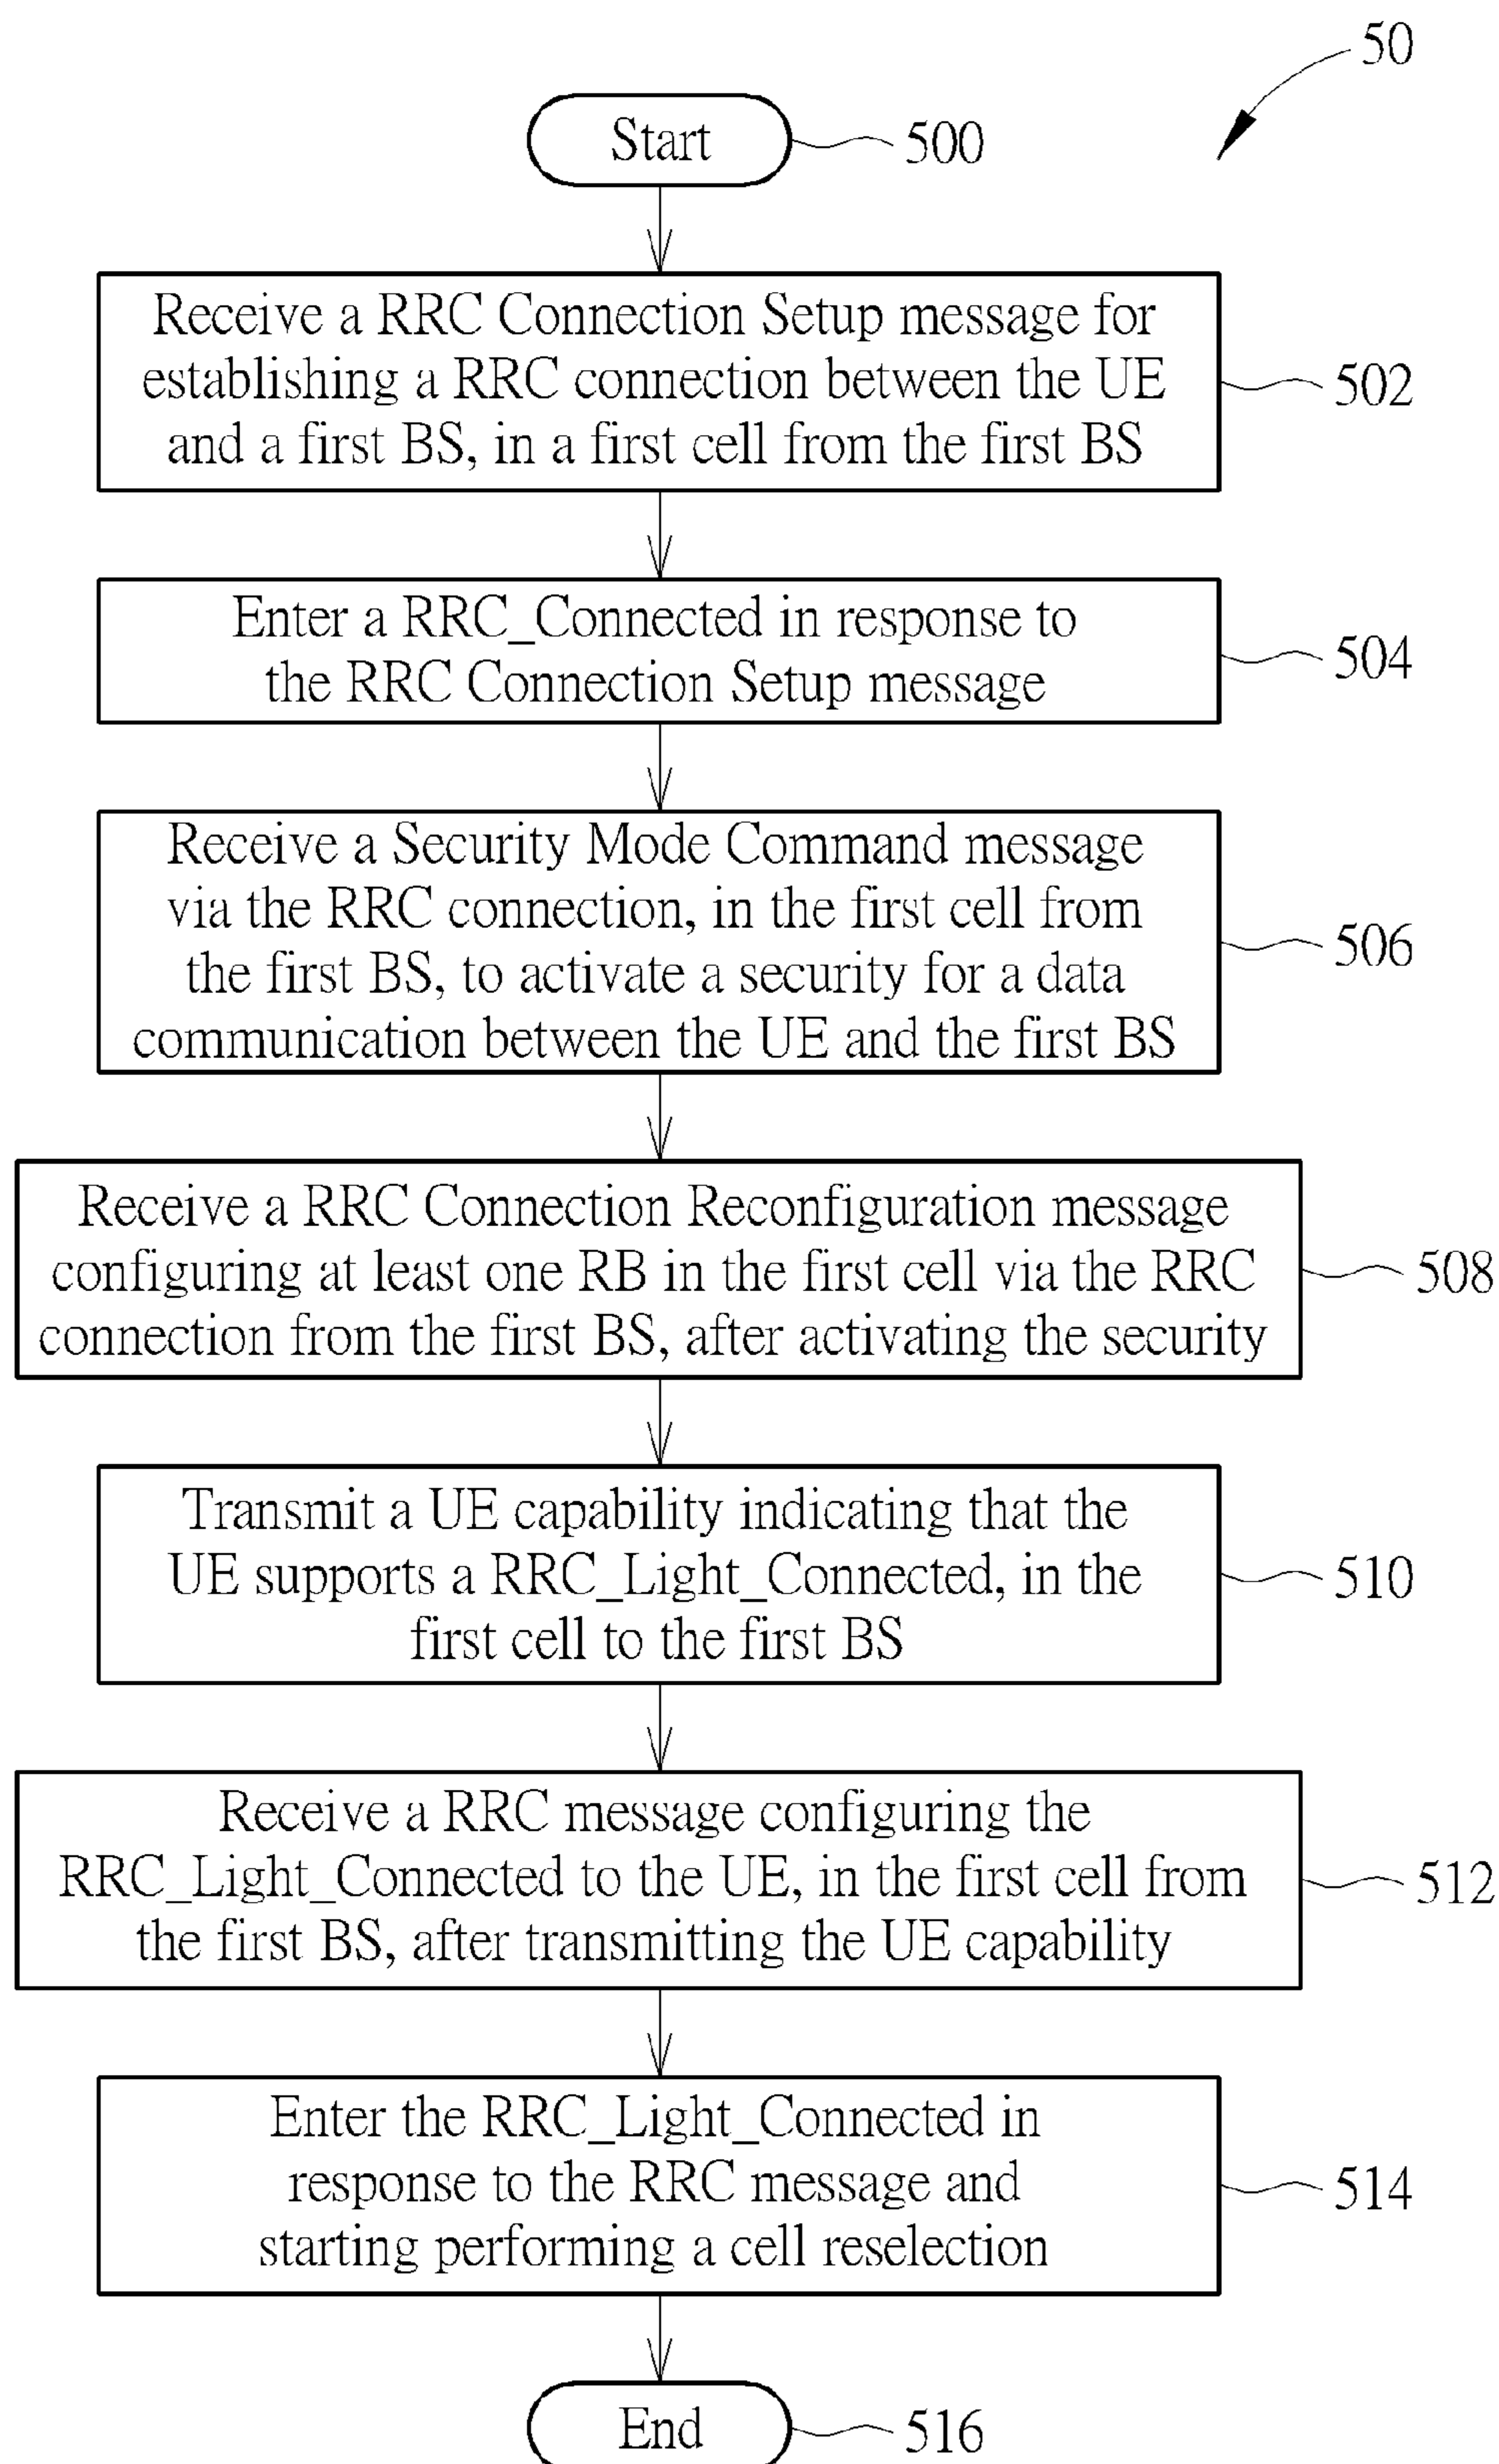 50
Start
500
Receive a RRC Connection Setup message for
establishing a RRC connection between the UE
and a first BS, in a first cell from the first BS
502
Enter a RRC_Connected in response to
the RRC Connection Setup message
504
Receive a Security Mode Command message
via the RRC connection, in the first cell from
the first BS, to activate a security for a data
communication between the UE and the first BS
506
Receive a RRC Connection Reconfiguration message
configuring at least one RB in the first cell via the RRC
connection from the first BS, after activating the security
508
Transmit a UE capability indicating that the
UE supports a RRC_Light_Connected, in the
first cell to the first BS
510
Receive a RRC message configuring the
RRC_Light_Connected to the UE, in the first cell from
the first BS, after transmitting the UE capability
512
Enter the RRC_Light_Connected in
response to the RRC message and
starting performing a cell reselection
514
End
516